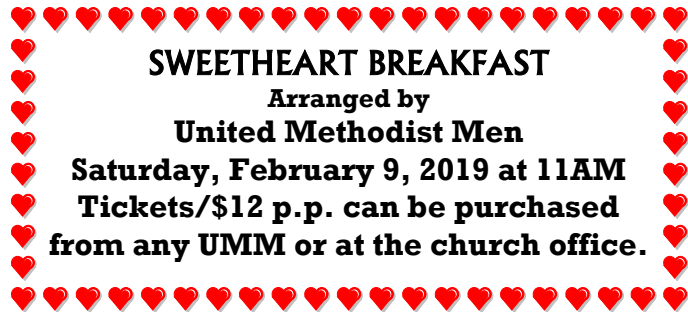 SWEETHEART BREAKFAST
Arranged by
United Methodist Men
Saturday, February 9, 2019 at 11AM
Tickets/$12 p.p. can be purchased
from any UMM or at the church office.